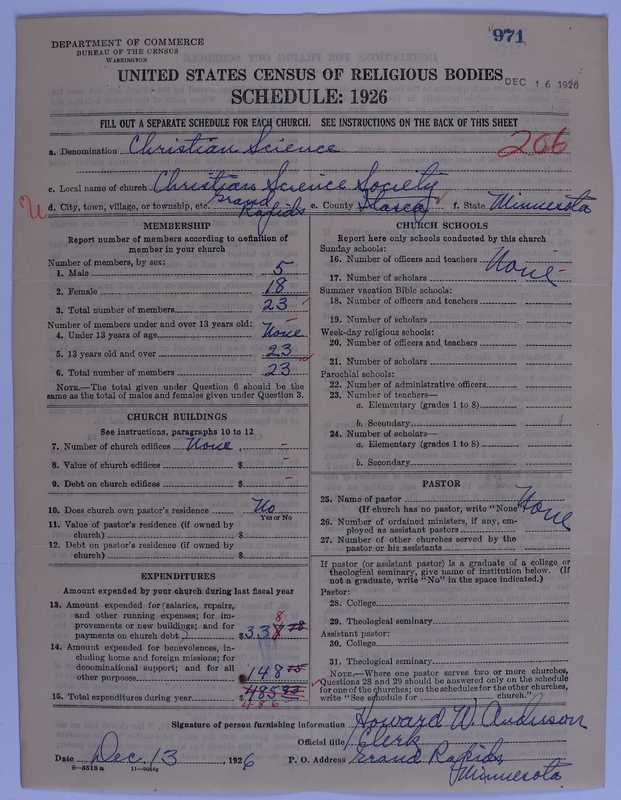 971
DEPARTMENT OF COMMERCE
BUREAU OF THE CENSUS
WASHINGTON
UNITED STATES CENSUS OF RELIGIOUS BODIES
DEC 16 1926
SCHEDULE: 1926
FILL OUT A SEPARATE SCHEDULE FOR EACH CHURCH. SEE INSTRUCTIONS ON THE BACK OF THIS SHEET
a. Denomination Christian Science 206
c. Local name of church Christian Science Society
d. City, town, village, or township, etc. Grand Rapids e. County Itasca f. State Minnesota
MEMBERSHIP
Report number of members according to definition of
member in your church
Number of members, by sex:
1. Male 5
2. Female 18
3. Total number of members 23
Number of members under and over 13 years old:
4. Under 13 years of age None
5. 13 years old and over 23
6. Total number of members 23
NOTE.—The total given under Question 6 should be the
same as the total of males and females given under Question 3.
CHURCH BUILDINGS
See instructions, paragraphs 10 to 12
7. Number of church edifices None
8. Value of church edifices $
9. Debt on church edifices $
10. Does church own pastor's residence No
Yes or No
11. Value of pastor's residence (if owned by
church) $
12. Debt on pastor's residence (if owned by
church) $
EXPENDITURES
Amount expended by your church during last fiscal year
13. Amount expended for salaries, repairs,
and other running expenses; for im-
provements or new buildings; and for
payments on church debt $ 337 78
8
14. Amount expended for benevolences, in-
cluding home and foreign missions; for
denominational support; and for all
other purposes 148 15
15. Total expenditures during year $ 485 93
486
CHURCH SCHOOLS
Report here only schools conducted by this church
Sunday schools:
16. Number of officers and teachers None
17. Number of scholars
Summer vacation Bible schools:
18. Number of officers and teachers
19. Number of scholars
Week-day religious schools:
20. Number of officers and teachers
21. Number of scholars
Parochial schools:
22. Number of administrative officers
23. Number of teachers—
a. Elementary (grades 1 to 8)
b. Secondary
24. Number of scholars—
a. Elementary (grades 1 to 8)
b. Secondary
PASTOR
25. Name of pastor None
(If church has no pastor, write "None")
26. Number of ordained ministers, if any, em-
ployed as assistant pastors
27. Number of other churches served by the
pastor or his assistants
If pastor (or assistant pastor) is a graduate of a college or
theological seminary, give name of institution below. (If
not a graduate, write "No" in the space indicated.)
Pastor:
28. College
29. Theological seminary
Assistant pastor:
30. College
31. Theological seminary
NOTE.—Where one pastor serves two or more churches,
Questions 28 and 29 should be answered only on the schedule
for one of the churches; on the schedules for the other churches,
write "See schedule for church."
Signature of person furnishing information Howard W. Anderson
Official title Clerk
Date Dec. 13, 1926 P. O. Address Grand Rapids
Minnesota
8—5518 a